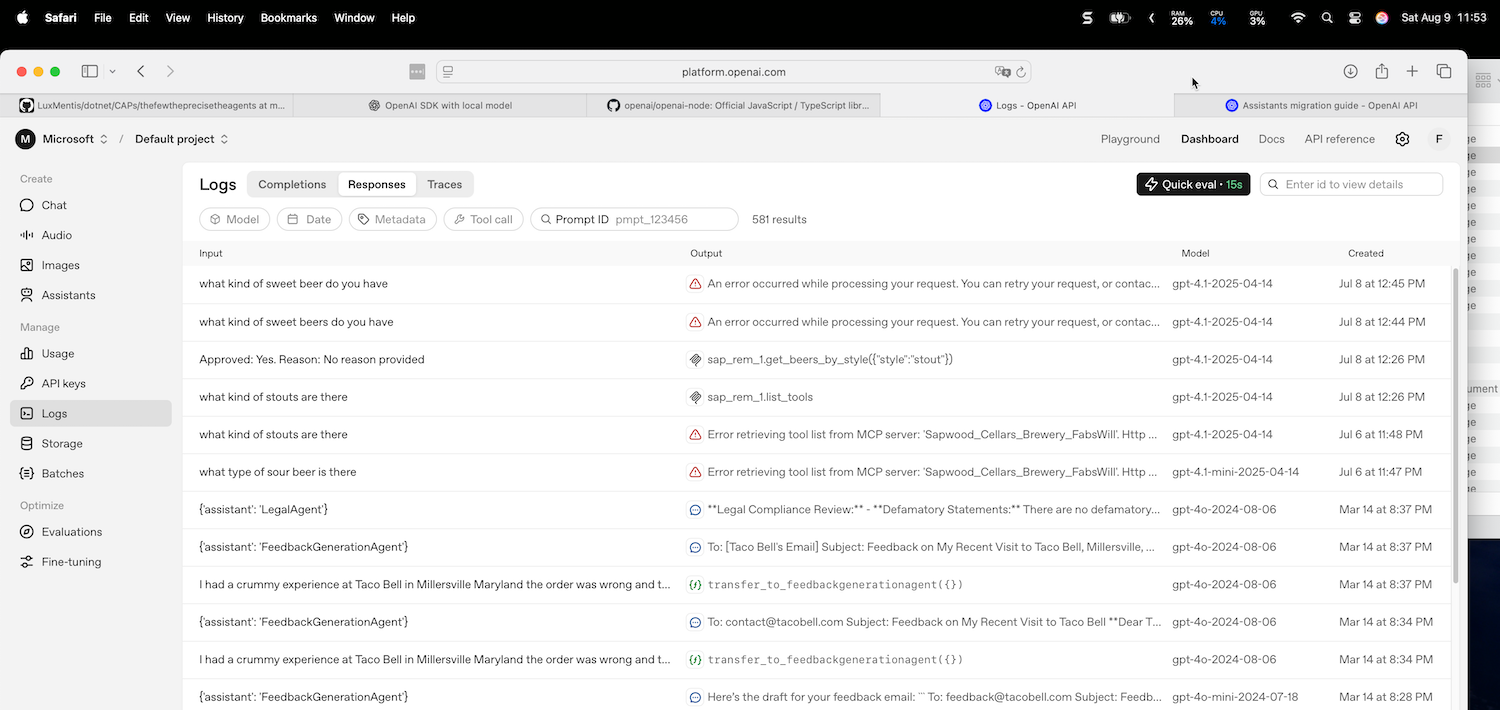 Safari File Edit View History Bookmarks Window Help RAM 26% CPU 4% GPU 3% Sat Aug 9 11:53
platform.openai.com
LuxMentis/dotnet/CAPs/thefewthepreciseetheagents at m... OpenAI SDK with local model openai/openai-node: Official JavaScript / TypeScript libr... Logs - OpenAI API Assistants migration guide - OpenAI API
M Microsoft / Default project Playground Dashboard Docs API reference F
Create
Chat
Audio
Images
Assistants
Manage
Usage
API keys
Logs
Storage
Batches
Optimize
Evaluations
Fine-tuning
Logs Completions Responses Traces Quick eval • 15s Enter id to view details
Model Date Metadata Tool call Prompt ID pmpt_123456 581 results
Input Output Model Created
what kind of sweet beer do you have An error occurred while processing your request. You can retry your request, or contac... gpt-4.1-2025-04-14 Jul 8 at 12:45 PM
what kind of sweet beers do you have An error occurred while processing your request. You can retry your request, or contac... gpt-4.1-2025-04-14 Jul 8 at 12:44 PM
Approved: Yes. Reason: No reason provided sap_rem_1.get_beers_by_style({"style":"stout"}) gpt-4.1-2025-04-14 Jul 8 at 12:26 PM
what kind of stouts are there sap_rem_1.list_tools gpt-4.1-2025-04-14 Jul 8 at 12:26 PM
what kind of stouts are there Error retrieving tool list from MCP server: 'Sapwood_Cellars_Brewery_FabsWill'. Http ... gpt-4.1-2025-04-14 Jul 6 at 11:48 PM
what type of sour beer is there Error retrieving tool list from MCP server: 'Sapwood_Cellars_Brewery_FabsWill'. Http ... gpt-4.1-mini-2025-04-14 Jul 6 at 11:47 PM
{'assistant': 'LegalAgent'} **Legal Compliance Review:** - **Defamatory Statements:** There are no defamatory... gpt-4o-2024-08-06 Mar 14 at 8:37 PM
{'assistant': 'FeedbackGenerationAgent'} To: [Taco Bell's Email] Subject: Feedback on My Recent Visit to Taco Bell, Millersville, ... gpt-4o-2024-08-06 Mar 14 at 8:37 PM
I had a crummy experience at Taco Bell in Millersville Maryland the order was wrong and t... transfer_to_feedbackgenerationagent({}) gpt-4o-2024-08-06 Mar 14 at 8:37 PM
{'assistant': 'FeedbackGenerationAgent'} To: contact@tacobell.com Subject: Feedback on My Recent Visit to Taco Bell **Dear T... gpt-4o-2024-08-06 Mar 14 at 8:34 PM
I had a crummy experience at Taco Bell in Millersville Maryland the order was wrong and t... transfer_to_feedbackgenerationagent({}) gpt-4o-2024-08-06 Mar 14 at 8:34 PM
{'assistant': 'FeedbackGenerationAgent'} Here's the draft for your feedback email: ``` To: feedback@tacobell.com Subject: Feedb... gpt-4o-mini-2024-07-18 Mar 14 at 8:28 PM